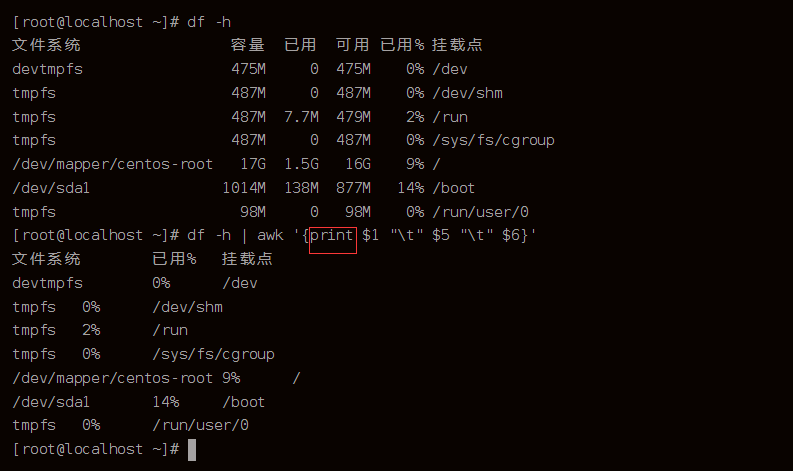 [root@localhost ~]# df -h
文件系统 容量 已用 可用 已用% 挂载点
devtmpfs 475M 0 475M 0% /dev
tmpfs 487M 0 487M 0% /dev/shm
tmpfs 487M 7.7M 479M 2% /run
tmpfs 487M 0 487M 0% /sys/fs/cgroup
/dev/mapper/centos-root 17G 1.5G 16G 9% /
/dev/sda1 1014M 138M 877M 14% /boot
tmpfs 98M 0 98M 0% /run/user/0
[root@localhost ~]# df -h | awk '{print $1 "\t" $5 "\t" $6}'
文件系统 已用% 挂载点
devtmpfs 0% /dev
tmpfs 0% /dev/shm
tmpfs 2% /run
tmpfs 0% /sys/fs/cgroup
/dev/mapper/centos-root 9% /
/dev/sda1 14% /boot
tmpfs 0% /run/user/0
[root@localhost ~]#